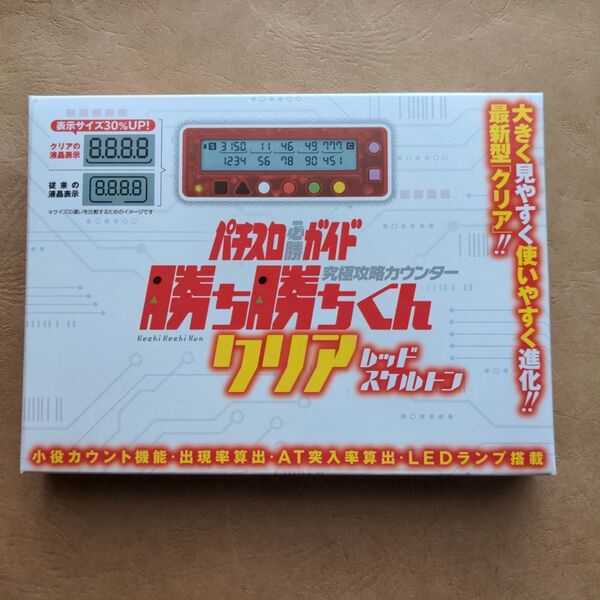 表示サイズ30%UP!
クリアの
液晶表示
8.8.8.8
従来の
液晶表示
8.8.8.8
※サイズの違いを比較するためのイメージです
A B 3150 11 46 49 777 C
1234 56 78 90 451
大きく見やすく使いやすく進化!!
最新型「クリア」!!
パチスロ必勝ガイド
究極攻略カウンター
勝ち勝ちくん
Kachi Kachi Kun
クリア
レッド
スケルトン
小役カウント機能・出現率算出・AT突入率算出・LEDランプ搭載